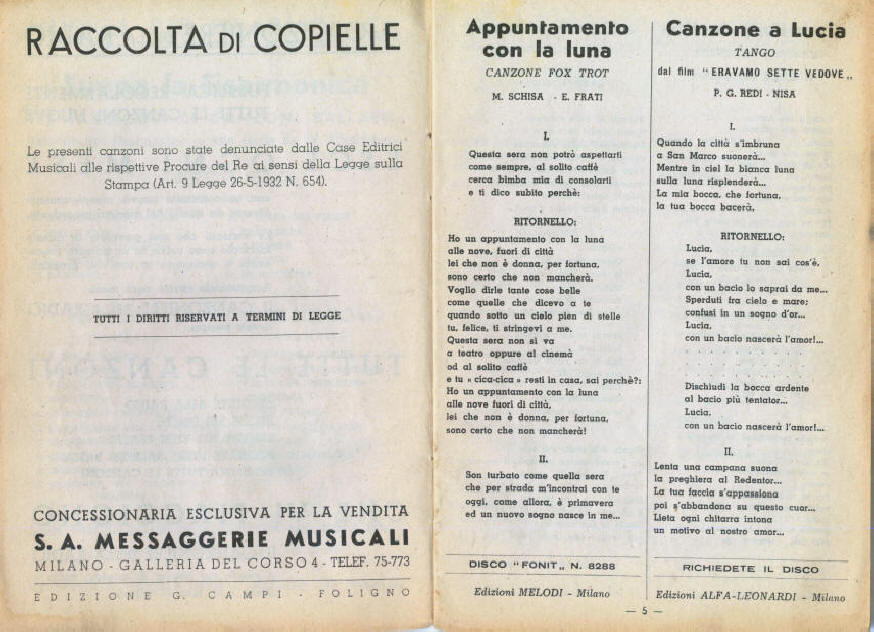 RACCOLTA DI COPIELLE
Le presenti canzoni sono state denunciate dalle Case Editrici
Musicali alle rispettive Procure del Re ai sensi della Legge sulla
Stampa (Art. 9 Legge 26-5-1932 N. 654).
TUTTI I DIRITTI RISERVATI A TERMINI DI LEGGE
CONCESSIONARIA ESCLUSIVA PER LA VENDITA
S. A. MESSAGGERIE MUSICALI
MILANO - GALLERIA DEL CORSO 4 - TELEF. 75-773
EDIZIONE G. CAMPI - FOLIGNO
Appuntamento
con la luna
CANZONE FOX TROT
M. SCHISA - E. FRATI
I.
Questa sera non potrò aspettarti
come sempre, al solito caffè
cerca bimba mia di consolarti
e ti dico subito perchè:
RITORNELLO:
Ho un appuntamento con la luna
alle nove, fuori di città
lei che non è donna, per fortuna,
sono certo che non mancherà.
Voglio dirle tante cose belle
come quelle che dicevo a te
quando sotto un cielo pien di stelle
tu, felice, ti stringevi a me.
Questa sera non si va
a teatro oppure al cinemà
od al solito caffè
e tu « cica-cica » resti in casa, sai perchè?:
Ho un appuntamento con la luna
alle nove fuori di città,
lei che non è donna, per fortuna,
sono certo che non mancherà!
II.
Son turbato come quella sera
che per strada m'incontrai con te
oggi, come allora, è primavera
ed un nuovo sogno nasce in me...
DISCO "FONIT„ N. 8288
Edizioni MELODI - Milano
Canzone a Lucia
TANGO
dal film "ERAVAMO SETTE VEDOVE„
P. G. REDI - NISA
I.
Quando la città s'imbruna
a San Marco suonerà...
Mentre in ciel la bianca luna
sulla luna risplenderà...
La mia bocca, che fortuna,
la tua bocca bacerà.
RITORNELLO:
Lucia,
se l'amore tu non sai cos'è,
Lucia,
con un bacio lo saprai da me...
Sperduti fra cielo e mare;
confusi in un sogno d'or...
Lucia,
con un bacio nascerà l'amor!...
. . . . . . . . . .
. . . . . . . . . .
Dischiudi la bocca ardente
al bacio più tentator...
Lucia,
con un bacio nascerà l'amor!...
II.
Lenta una campana suona
la preghiera al Redentor...
La tua faccia s'appassiona
poi s'abbandona su questo cuor...
Lieta ogni chitarra intona
un motivo al nostro amor...
RICHIEDETE IL DISCO
Edizioni ALFA-LEONARDI - Milano
— 5 —